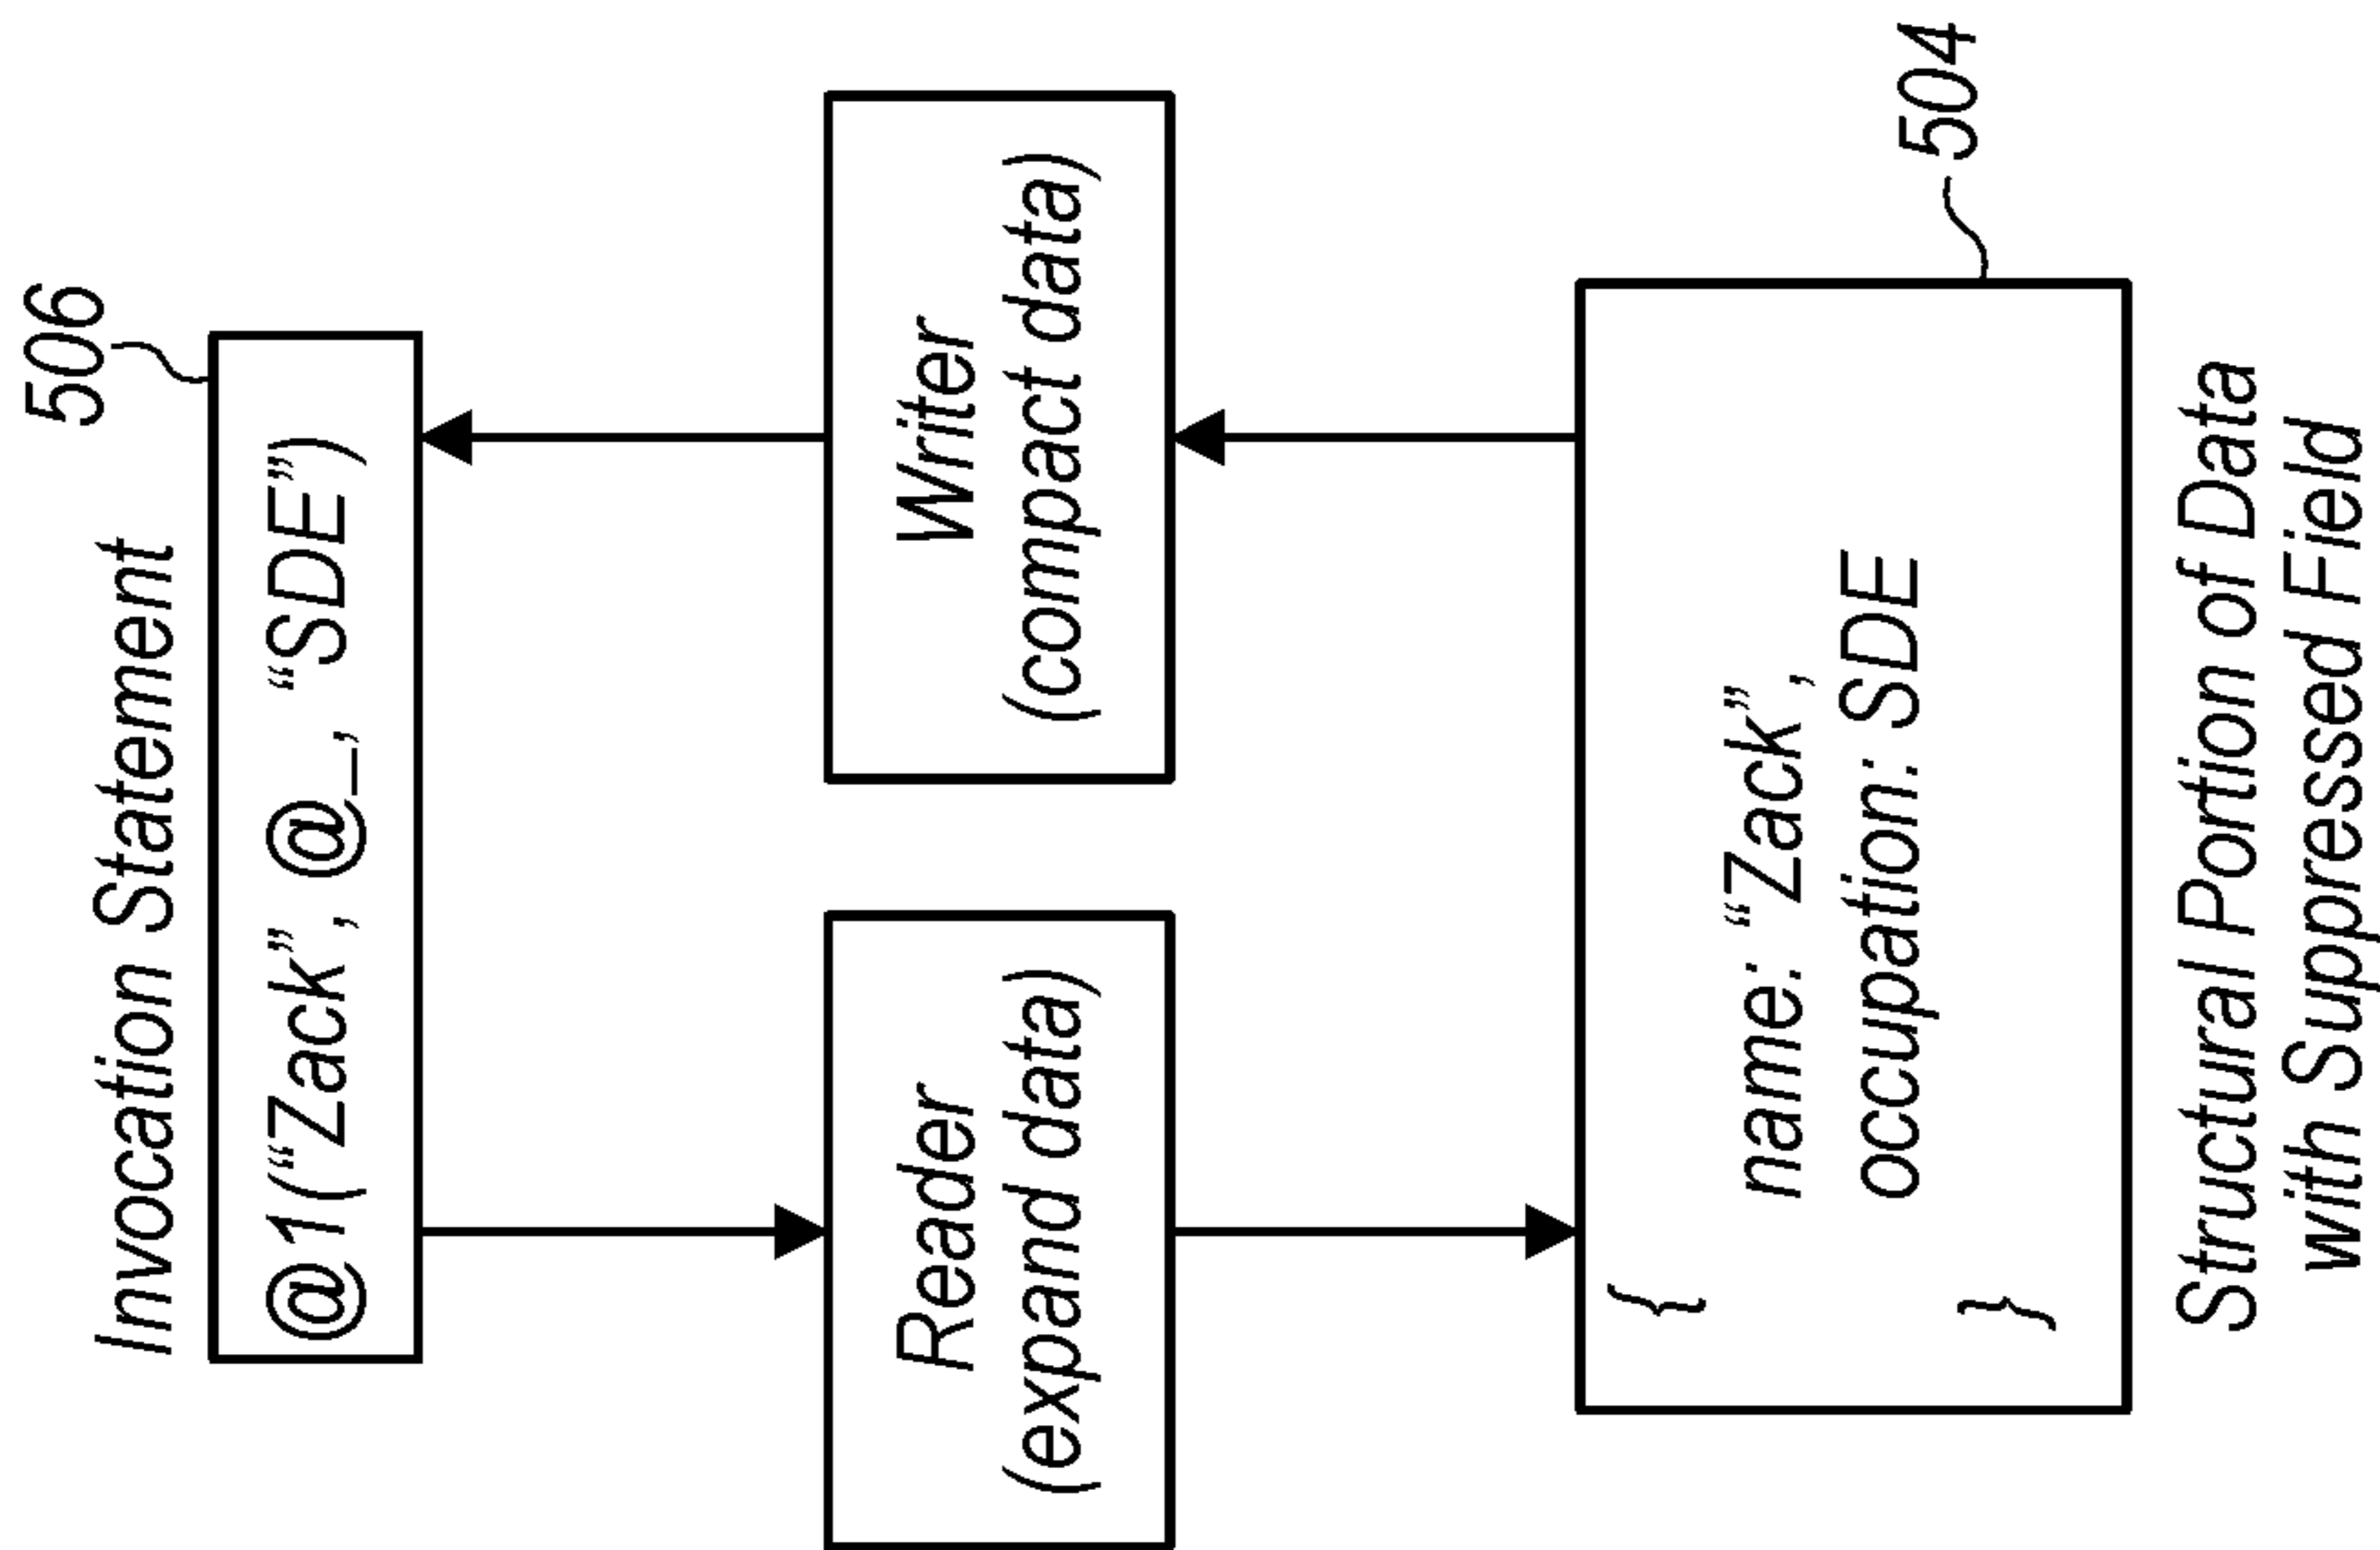 506
Invocation Statement
@1(“Zack”, @_, “SDE”)
Reader
(expand data)
Writer
(compact data)
{
name: “Zack”,
occupation: SDE
}
504
Structural Portion of Data
with Suppressed Field